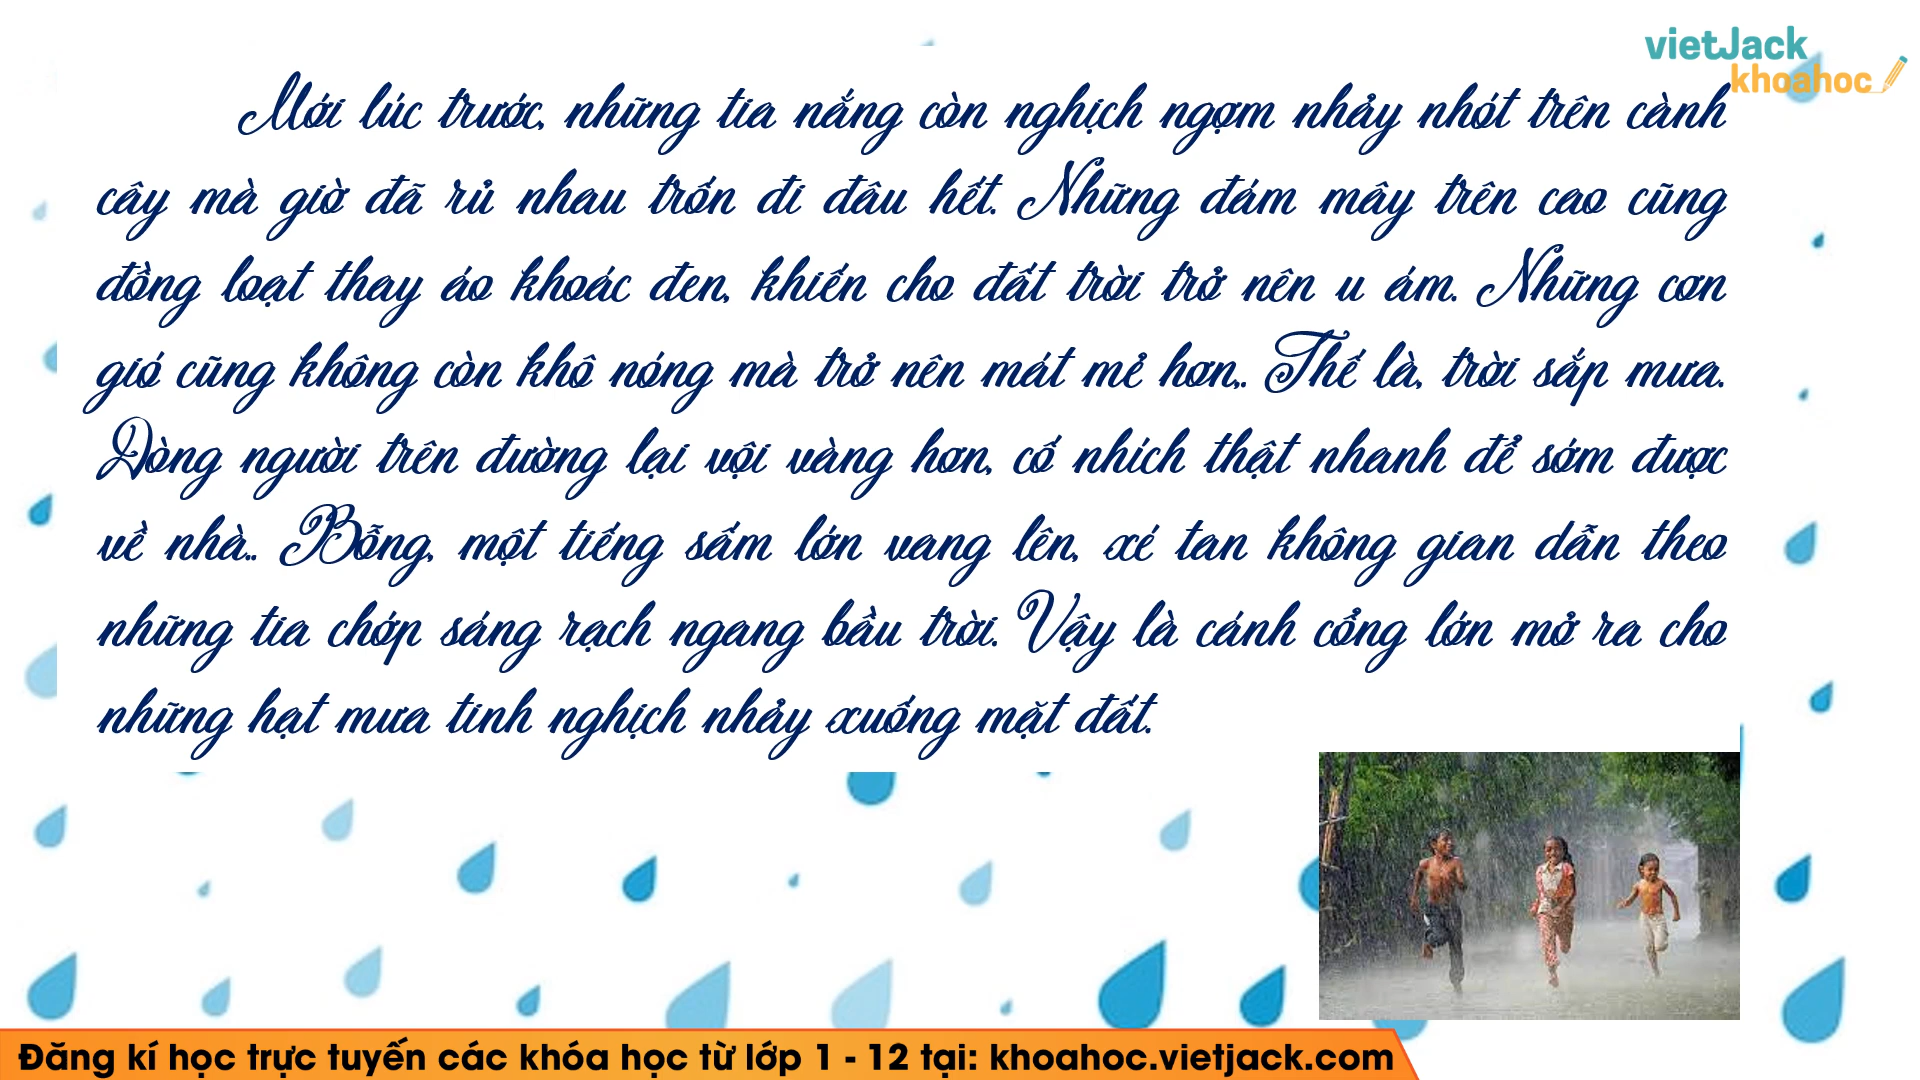 vietJack
khoahoc
Mới lúc trước, những tia nắng còn nghịch ngợm nhảy nhót trên cành
cây mà giờ đã rủ nhau trốn đi đâu hết. Những đám mây trên cao cũng
đồng loạt thay áo khoác đen, khiến cho đất trời trở nên u ám. Những cơn
gió cũng không còn khô nóng mà trở nên mát mẻ hơn,. Thế là, trời sắp mưa.
Dòng người trên đường lại vội vàng hơn, cố nhích thật nhanh để sớm được
về nhà.. Bỗng, một tiếng sấm lớn vang lên, xé tan không gian dẫn theo
những tia chớp sáng rạch ngang bầu trời. Vậy là cánh cổng lớn mở ra cho
những hạt mưa tinh nghịch nhảy xuống mặt đất.
Đăng kí học trực tuyến các khóa học từ lớp 1 - 12 tại: khoahoc.vietjack.com